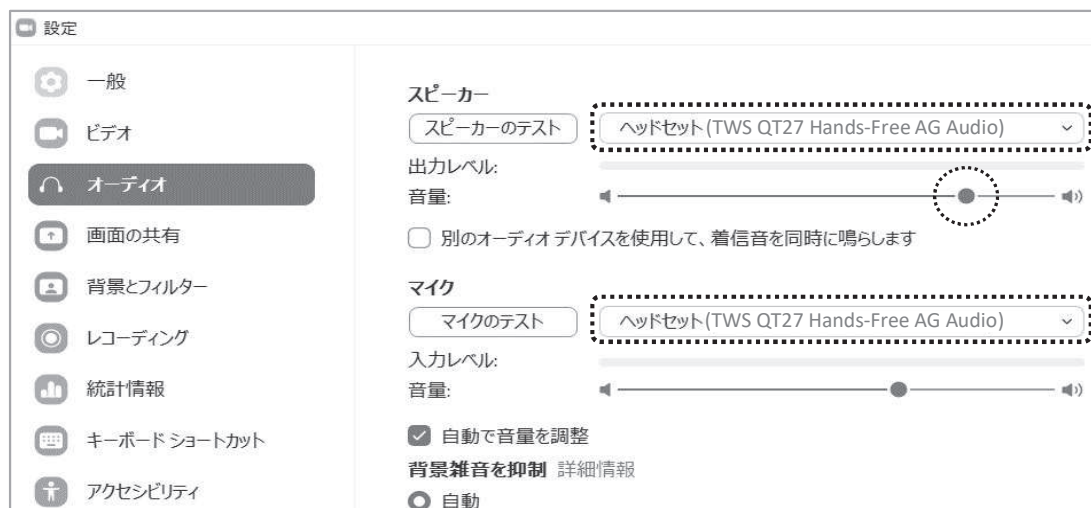 設定
一般
ビデオ
オーディオ
画面の共有
背景とフィルター
レコーディング
統計情報
キーボード ショートカット
アクセシビリティ
スピーカー
スピーカーのテスト ヘッドセット(TWS QT27 Hands-Free AG Audio)
出力レベル:
音量:
別のオーディオ デバイスを使用して、着信音を同時に鳴らします
マイク
マイクのテスト ヘッドセット(TWS QT27 Hands-Free AG Audio)
入力レベル:
音量:
自動で音量を調整
背景雑音を抑制 詳細情報
自動